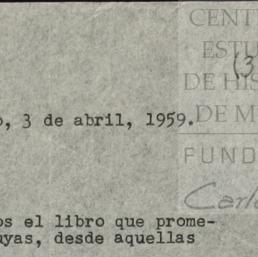 CENT
ESTU
(3
DE HIS
DE M
o, 3 de abril, 1959.
FUND
Carlo
os el libro que prome-
uyas, desde aquellas